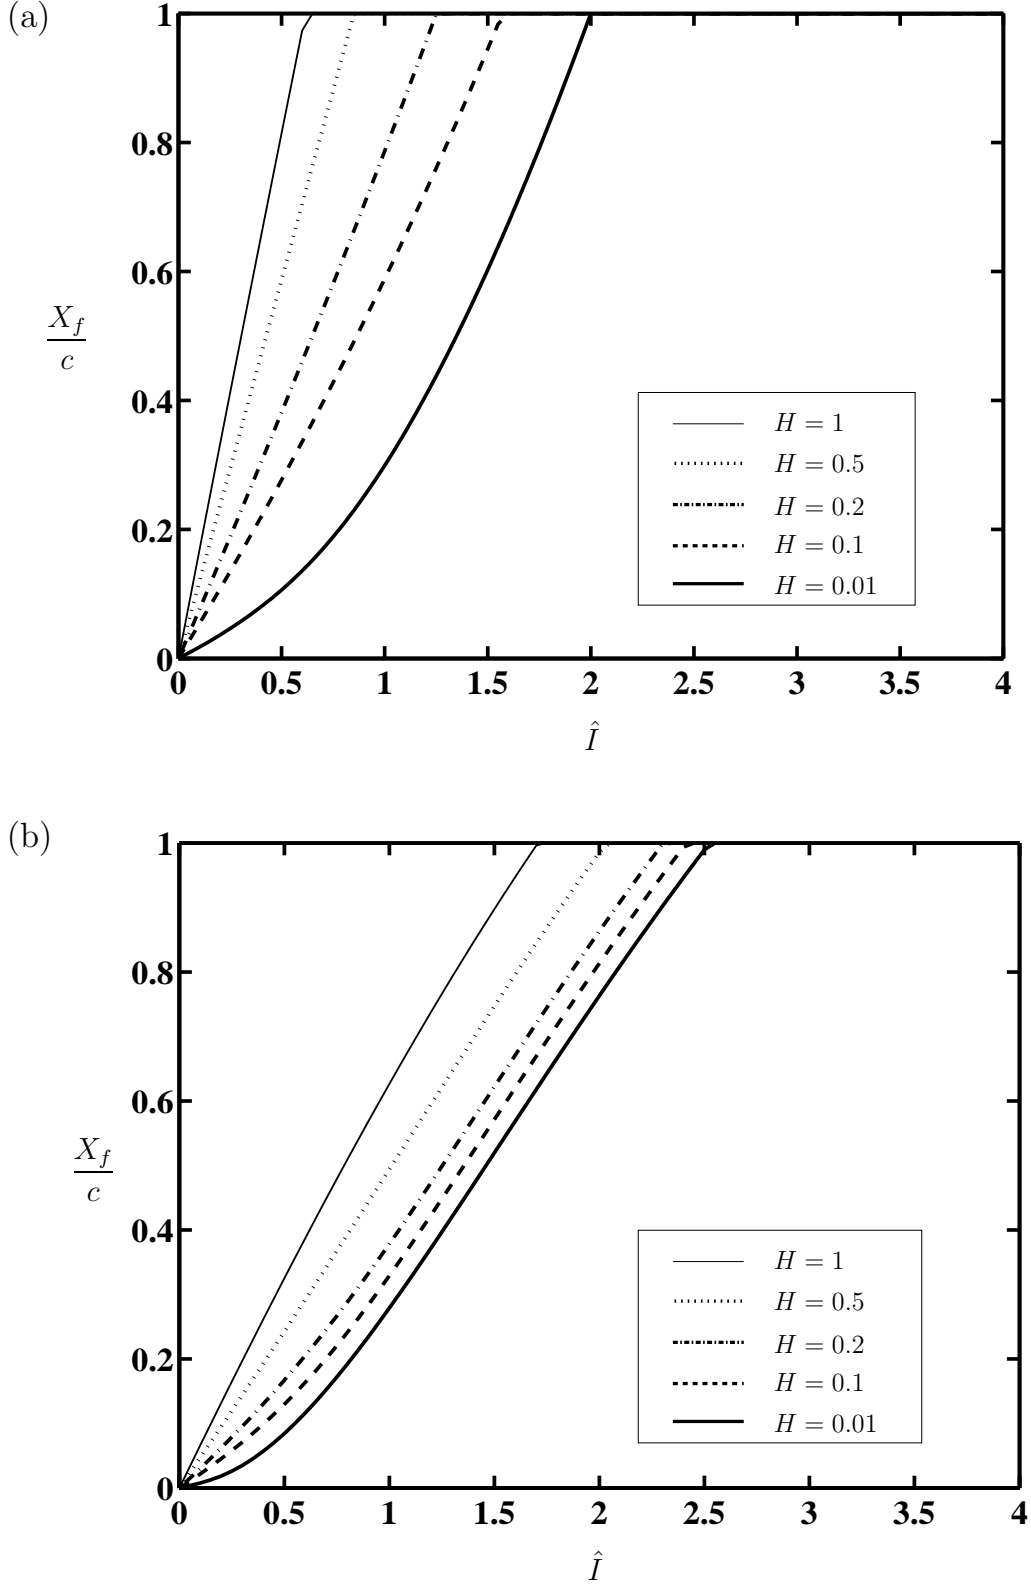 (a)
1
0.8
0.6
0.4
0.2
0
X_f
c
H = 1
H = 0.5
H = 0.2
H = 0.1
H = 0.01
0 0.5 1 1.5 2 2.5 3 3.5 4
Î
(b)
1
0.8
0.6
0.4
0.2
0
X_f
c
H = 1
H = 0.5
H = 0.2
H = 0.1
H = 0.01
0 0.5 1 1.5 2 2.5 3 3.5 4
Î